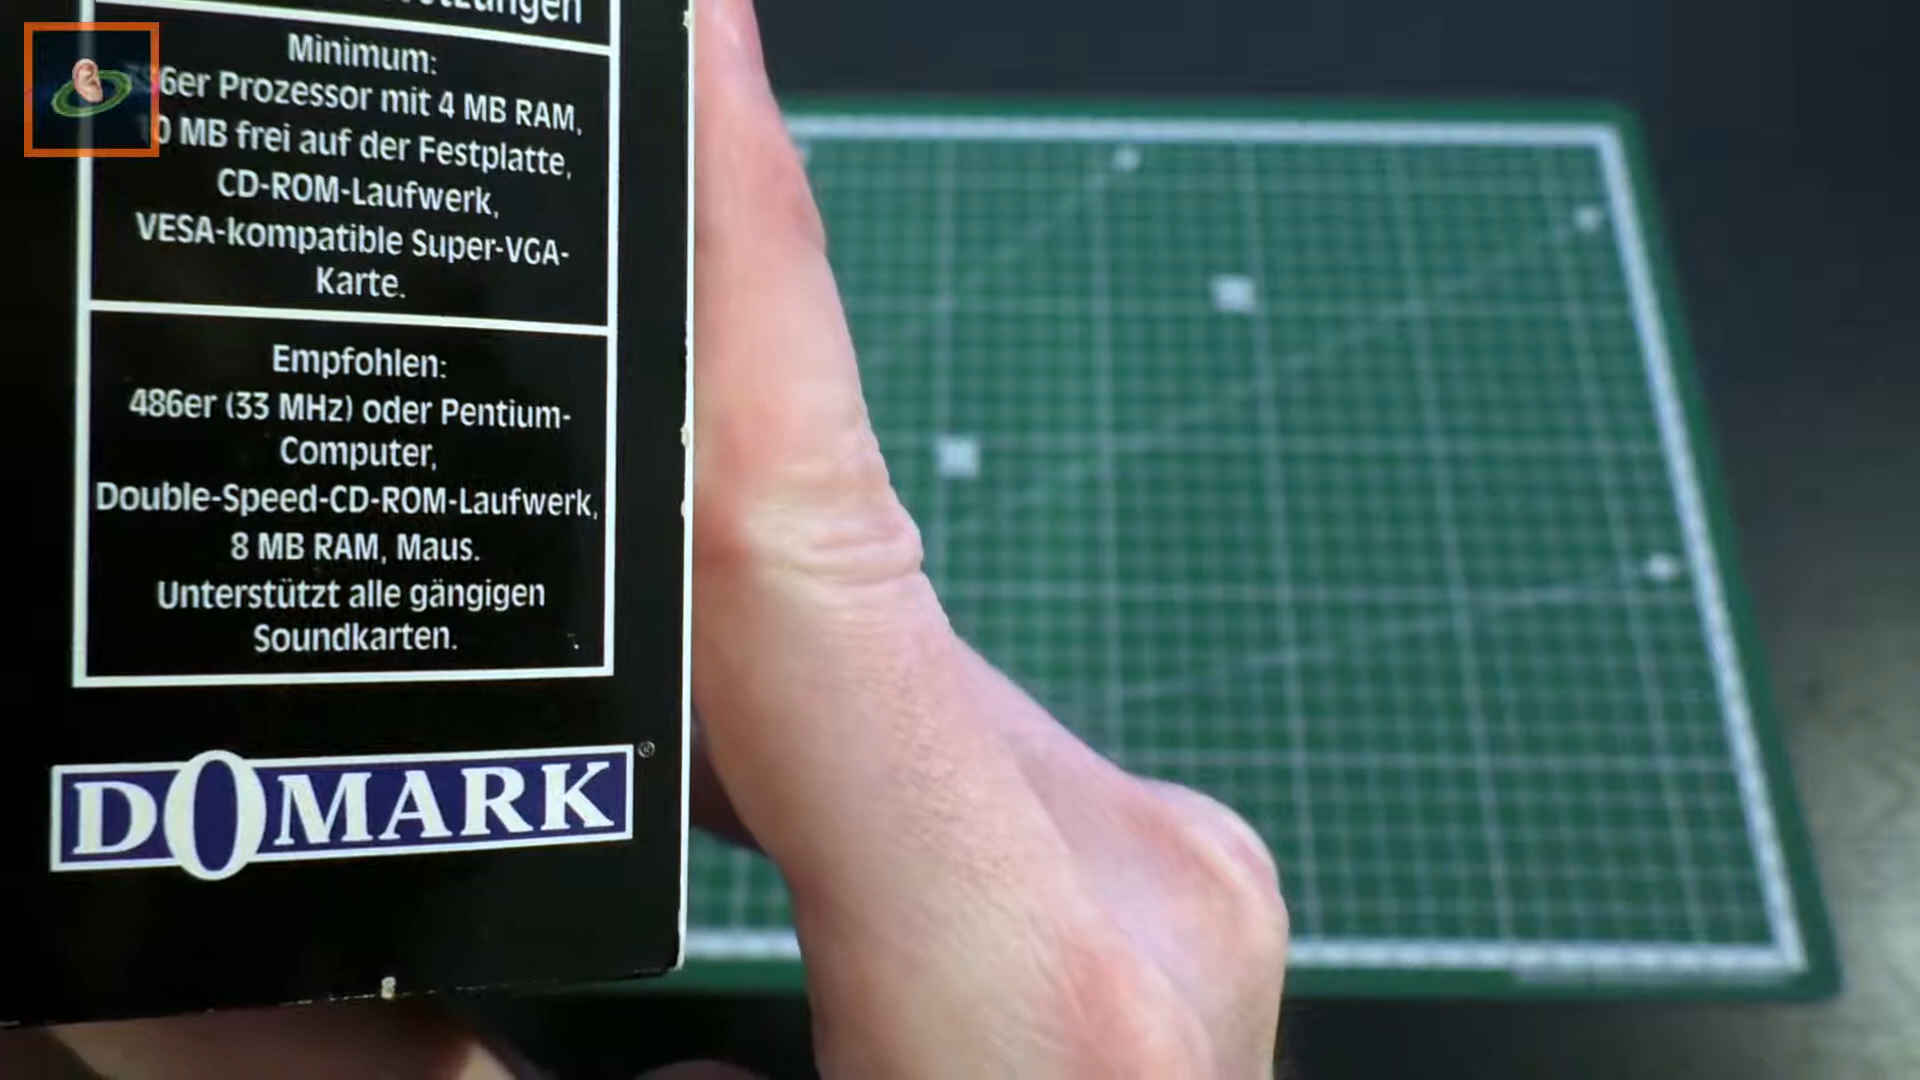 Minimum:
Prozessor mit 4 MB RAM,
MB frei auf der Festplatte,
CD-ROM-Laufwerk,
VESA-kompatible Super-VGA-
Karte.
Empfohlen:
486er (33 MHz) oder Pentium-
Computer,
Double-Speed-CD-ROM-Laufwerk,
8 MB RAM, Maus.
Unterstützt alle gängigen
Soundkarten.
DOMARK®